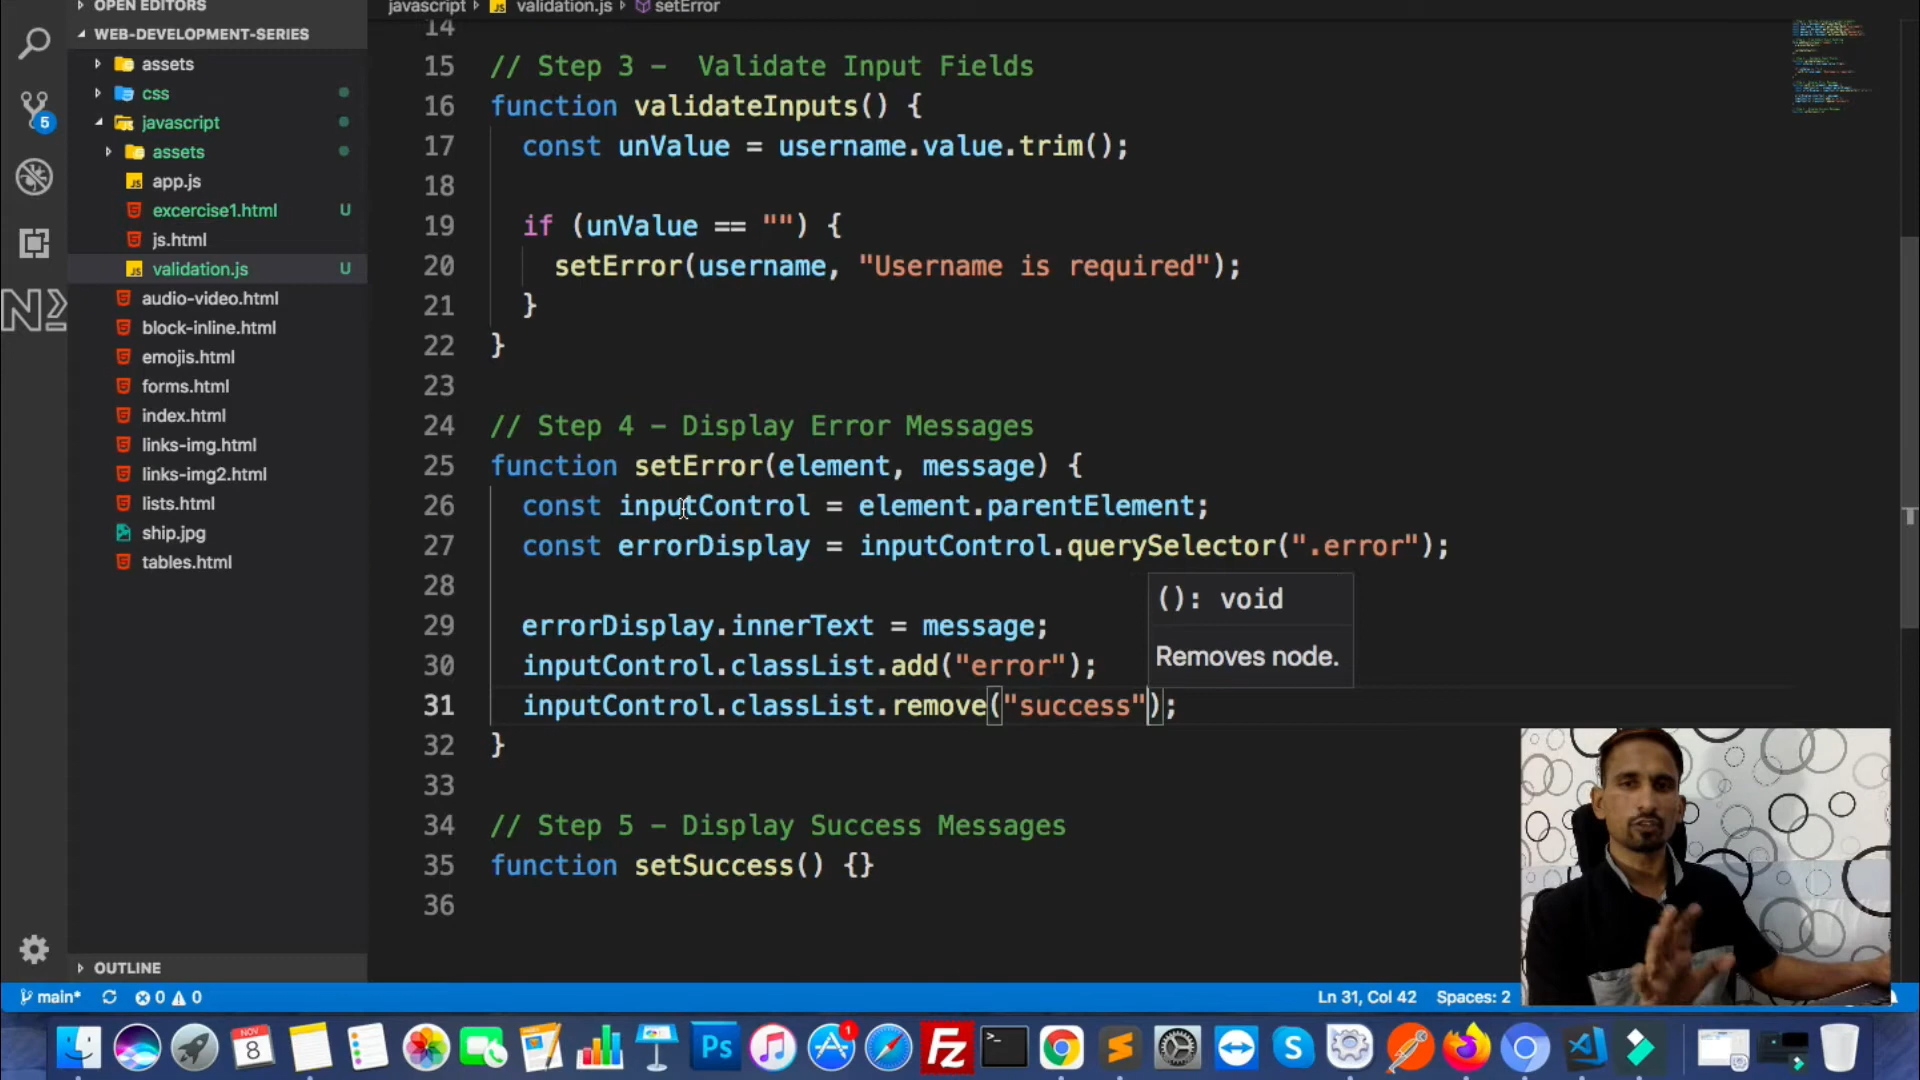 OPEN EDITORS
WEB-DEVELOPMENT-SERIES
assets
css
javascript
assets
app.js
excercise1.html U
js.html
validation.js U
audio-video.html
block-inline.html
emojis.html
forms.html
index.html
links-img.html
links-img2.html
lists.html
ship.jpg
tables.html
OUTLINE
5
javascript validation.js setError
14
15 // Step 3 - Validate Input Fields
16 function validateInputs() {
17 const unValue = username.value.trim();
18
19 if (unValue == "") {
20 setError(username, "Username is required");
21 }
22 }
23
24 // Step 4 - Display Error Messages
25 function setError(element, message) {
26 const inputControl = element.parentElement;
27 const errorDisplay = inputControl.querySelector(".error");
28
(): void
29 errorDisplay.innerText = message;
Removes node.
30 inputControl.classList.add("error");
31 inputControl.classList.remove("success");
32 }
33
34 // Step 5 - Display Success Messages
35 function setSuccess() {}
36
main* 0 0 Ln 31, Col 42 Spaces: 2
NOV
8
Ps
1
Fz
>_
S